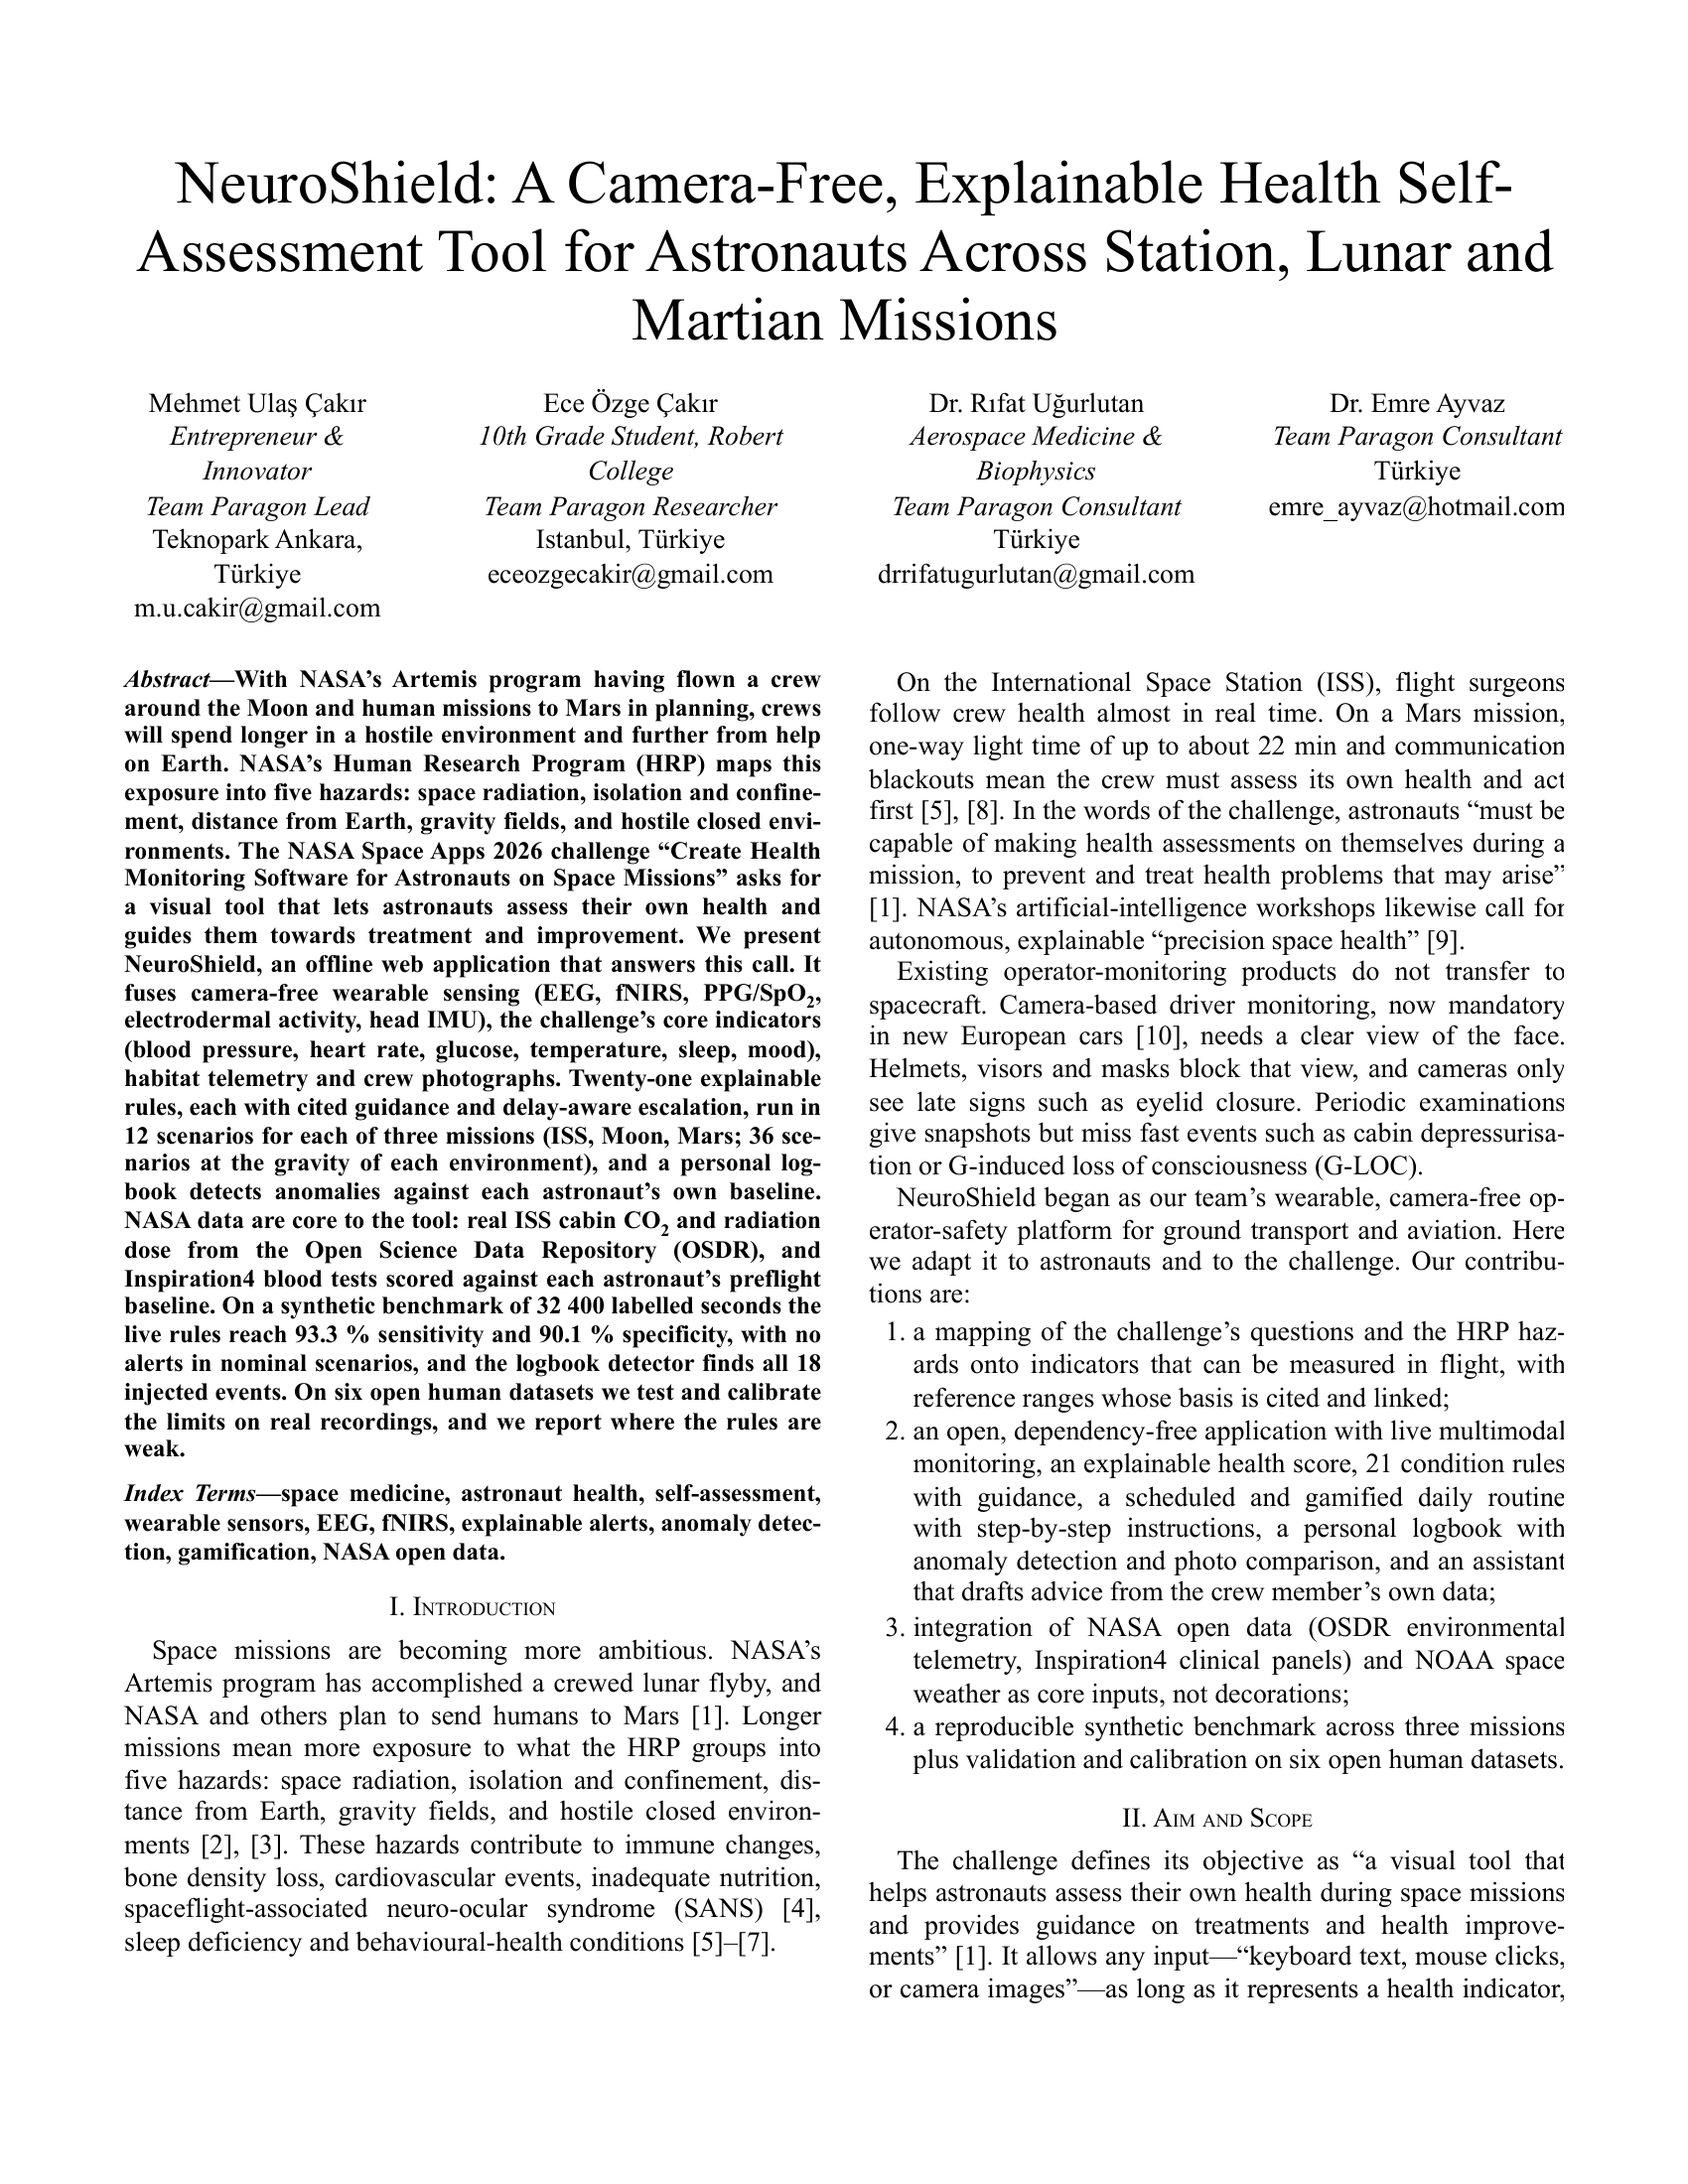 NeuroShield: A Camera-Free, Explainable Health Self-
Assessment Tool for Astronauts Across Station, Lunar and
Martian Missions
Mehmet Ulaş Çakır
Entrepreneur &
Innovator
Team Paragon Lead
Teknopark Ankara,
Türkiye
m.u.cakir@gmail.com
Ece Özge Çakır
10th Grade Student, Robert
College
Team Paragon Researcher
Istanbul, Türkiye
eceozgecakir@gmail.com
Dr. Rıfat Uğurlutan
Aerospace Medicine &
Biophysics
Team Paragon Consultant
Türkiye
drrifatugurlutan@gmail.com
Dr. Emre Ayvaz
Team Paragon Consultant
Türkiye
emre_ayvaz@hotmail.com
Abstract—With NASA’s Artemis program having flown a crew
around the Moon and human missions to Mars in planning, crews
will spend longer in a hostile environment and further from help
on Earth. NASA’s Human Research Program (HRP) maps this
exposure into five hazards: space radiation, isolation and confine-
ment, distance from Earth, gravity fields, and hostile closed envi-
ronments. The NASA Space Apps 2026 challenge “Create Health
Monitoring Software for Astronauts on Space Missions” asks for
a visual tool that lets astronauts assess their own health and
guides them towards treatment and improvement. We present
NeuroShield, an offline web application that answers this call. It
fuses camera-free wearable sensing (EEG, fNIRS, PPG/SpO2,
electrodermal activity, head IMU), the challenge’s core indicators
(blood pressure, heart rate, glucose, temperature, sleep, mood),
habitat telemetry and crew photographs. Twenty-one explainable
rules, each with cited guidance and delay-aware escalation, run in
12 scenarios for each of three missions (ISS, Moon, Mars; 36 sce-
narios at the gravity of each environment), and a personal log-
book detects anomalies against each astronaut’s own baseline.
NASA data are core to the tool: real ISS cabin CO2 and radiation
dose from the Open Science Data Repository (OSDR), and
Inspiration4 blood tests scored against each astronaut’s preflight
baseline. On a synthetic benchmark of 32 400 labelled seconds the
live rules reach 93.3 % sensitivity and 90.1 % specificity, with no
alerts in nominal scenarios, and the logbook detector finds all 18
injected events. On six open human datasets we test and calibrate
the limits on real recordings, and we report where the rules are
weak.
Index Terms—space medicine, astronaut health, self-assessment,
wearable sensors, EEG, fNIRS, explainable alerts, anomaly detec-
tion, gamification, NASA open data.
I. Introduction
Space missions are becoming more ambitious. NASA’s
Artemis program has accomplished a crewed lunar flyby, and
NASA and others plan to send humans to Mars [1]. Longer
missions mean more exposure to what the HRP groups into
five hazards: space radiation, isolation and confinement, dis-
tance from Earth, gravity fields, and hostile closed environ-
ments [2], [3]. These hazards contribute to immune changes,
bone density loss, cardiovascular events, inadequate nutrition,
spaceflight-associated neuro-ocular syndrome (SANS) [4],
sleep deficiency and behavioural-health conditions [5]–[7].
On the International Space Station (ISS), flight surgeons
follow crew health almost in real time. On a Mars mission,
one-way light time of up to about 22 min and communication
blackouts mean the crew must assess its own health and act
first [5], [8]. In the words of the challenge, astronauts “must be
capable of making health assessments on themselves during a
mission, to prevent and treat health problems that may arise”
[1]. NASA’s artificial-intelligence workshops likewise call for
autonomous, explainable “precision space health” [9].
Existing operator-monitoring products do not transfer to
spacecraft. Camera-based driver monitoring, now mandatory
in new European cars [10], needs a clear view of the face.
Helmets, visors and masks block that view, and cameras only
see late signs such as eyelid closure. Periodic examinations
give snapshots but miss fast events such as cabin depressurisa-
tion or G-induced loss of consciousness (G-LOC).
NeuroShield began as our team’s wearable, camera-free op-
erator-safety platform for ground transport and aviation. Here
we adapt it to astronauts and to the challenge. Our contribu-
tions are:
1. a mapping of the challenge’s questions and the HRP haz-
ards onto indicators that can be measured in flight, with
reference ranges whose basis is cited and linked;
2. an open, dependency-free application with live multimodal
monitoring, an explainable health score, 21 condition rules
with guidance, a scheduled and gamified daily routine
with step-by-step instructions, a personal logbook with
anomaly detection and photo comparison, and an assistant
that drafts advice from the crew member’s own data;
3. integration of NASA open data (OSDR environmental
telemetry, Inspiration4 clinical panels) and NOAA space
weather as core inputs, not decorations;
4. a reproducible synthetic benchmark across three missions
plus validation and calibration on six open human datasets.
II. Aim and Scope
The challenge defines its objective as “a visual tool that
helps astronauts assess their own health during space missions
and provides guidance on treatments and health improve-
ments” [1]. It allows any input—“keyboard text, mouse clicks,
or camera images”—as long as it represents a health indicator,